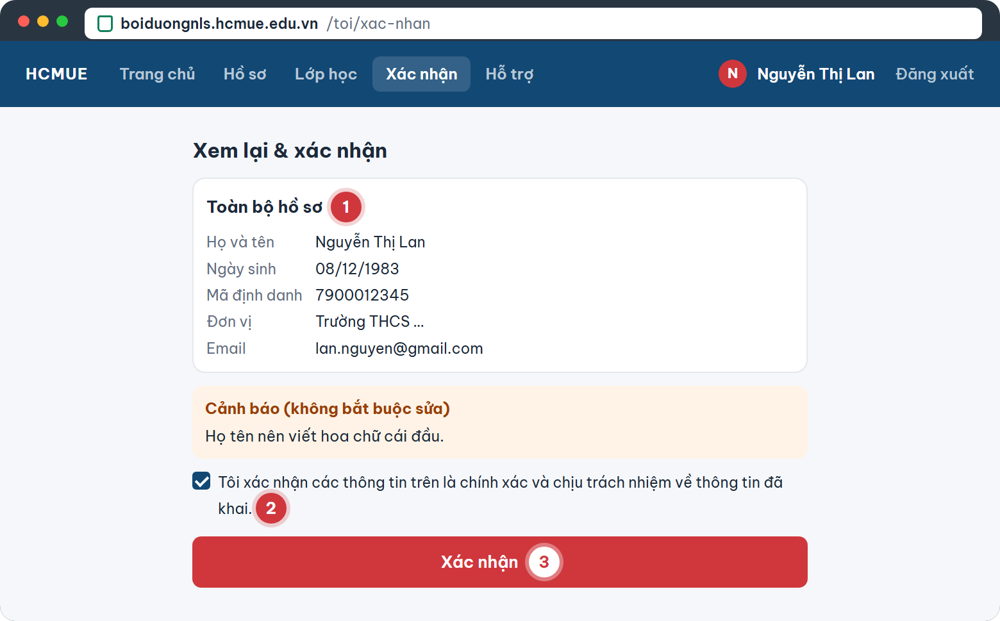 boiduongnls.hcmue.edu.vn /toi/xac-nhan
HCMUE Trang chủ Hồ sơ Lớp học Xác nhận Hỗ trợ N Nguyễn Thị Lan Đăng xuất
Xem lại & xác nhận
Toàn bộ hồ sơ 1
Họ và tên Nguyễn Thị Lan
Ngày sinh 08/12/1983
Mã định danh 7900012345
Đơn vị Trường THCS ...
Email lan.nguyen@gmail.com
Cảnh báo (không bắt buộc sửa)
Họ tên nên viết hoa chữ cái đầu.
Tôi xác nhận các thông tin trên là chính xác và chịu trách nhiệm về thông tin đã
khai. 2
Xác nhận 3